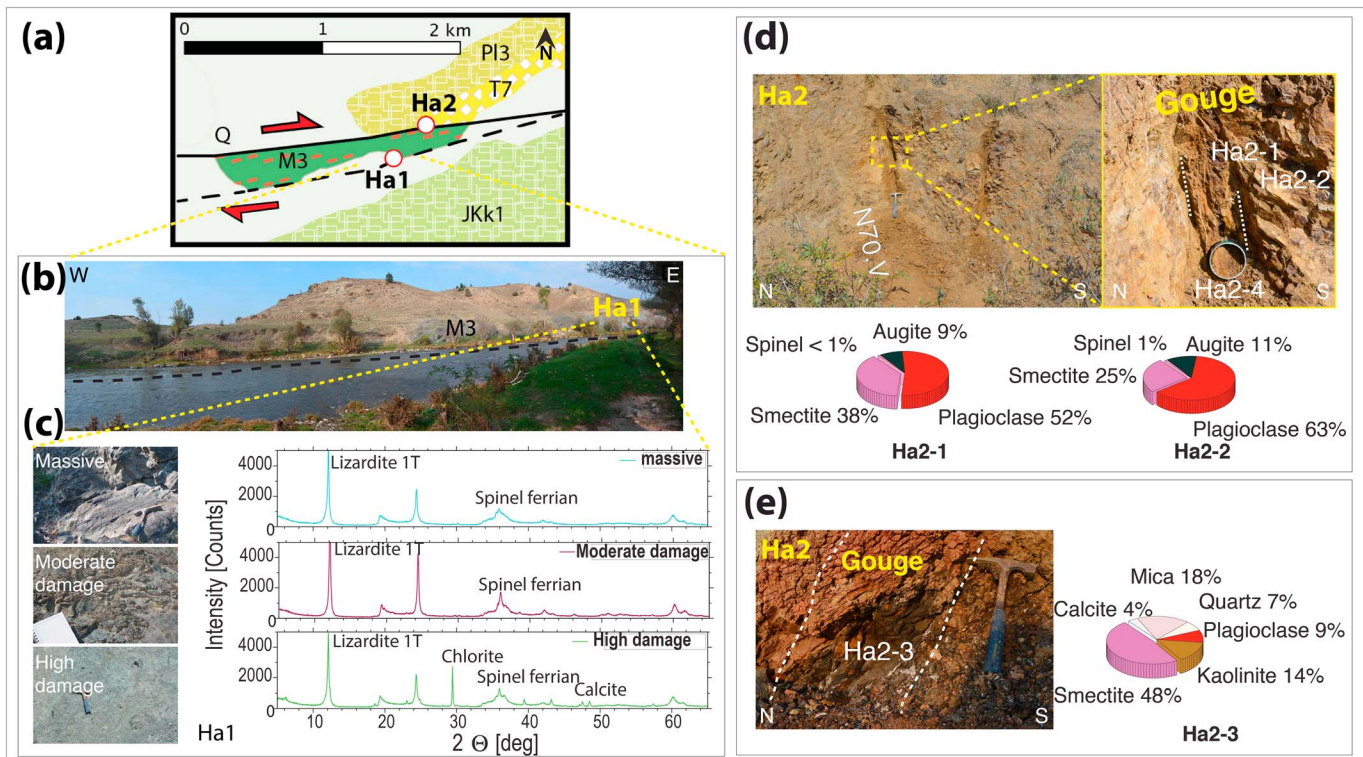 (a)
0 1 2 km
N
Pl3
T7
Ha2
Q
M3
Ha1
JKk1
(b)
W E
Ha1
M3
(c)
Massive
Moderate
damage
High
damage
Ha1
Intensity [Counts]
4000
2000
0
Lizardite 1T
Spinel ferrian
massive
4000
2000
0
Lizardite 1T
Spinel ferrian
Moderate damage
4000
2000
0
Lizardite 1T
Chlorite
Spinel ferrian
Calcite
High damage
10 20 30 40 50 60
2 Θ [deg]
(d)
Ha2
N70,V
N S
Gouge
Ha2-1
Ha2-2
Ha2-4
N S
Spinel < 1%
Augite 9%
Smectite 38%
Plagioclase 52%
Ha2-1
Spinel 1%
Augite 11%
Smectite 25%
Plagioclase 63%
Ha2-2
(e)
Ha2
Gouge
Ha2-3
N S
Mica 18%
Calcite 4%
Quartz 7%
Plagioclase 9%
Kaolinite 14%
Smectite 48%
Ha2-3